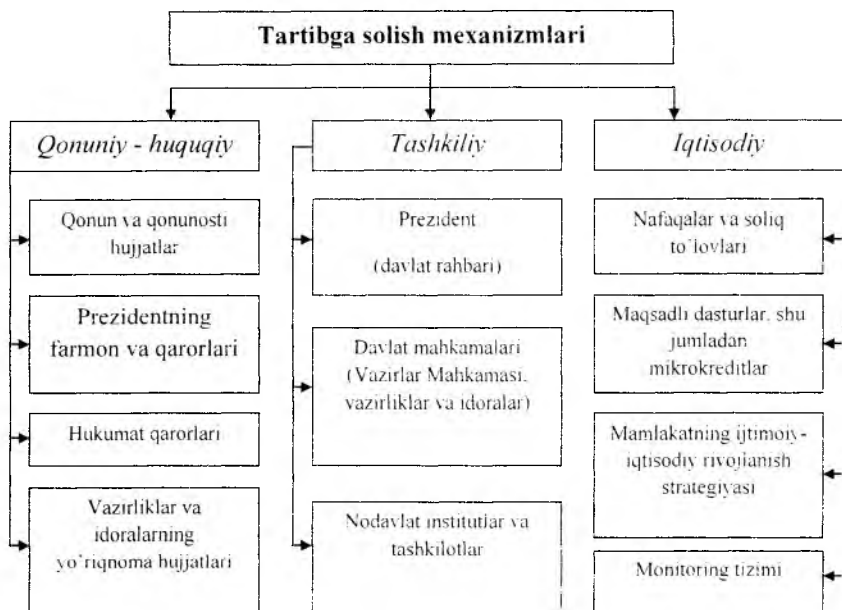 Tartibga solish mexanizmlari
Qonuniy - huquqiy
Qonun va qonunosti
hujjatlar
Prezidentning
farmon va qarorlari
Hukumat qarorlari
Vazirliklar va
idoralarning
yo`riqnoma hujjatlari
Tashkiliy
Prezident
(davlat rahbari)
Davlat mahkamalari
(Vazirlar Mahkamasi,
vazirliklar va idoralar)
Nodavlat institutlar va
tashkilotlar
Iqtisodiy
Nafaqalar va soliq
to`lovlari
Maqsadli dasturlar, shu
jumladan
mikrokreditlar
Mamlakatning ijtimoiy-
iqtisodiy rivojlanish
strategiyasi
Monitoring tizimi